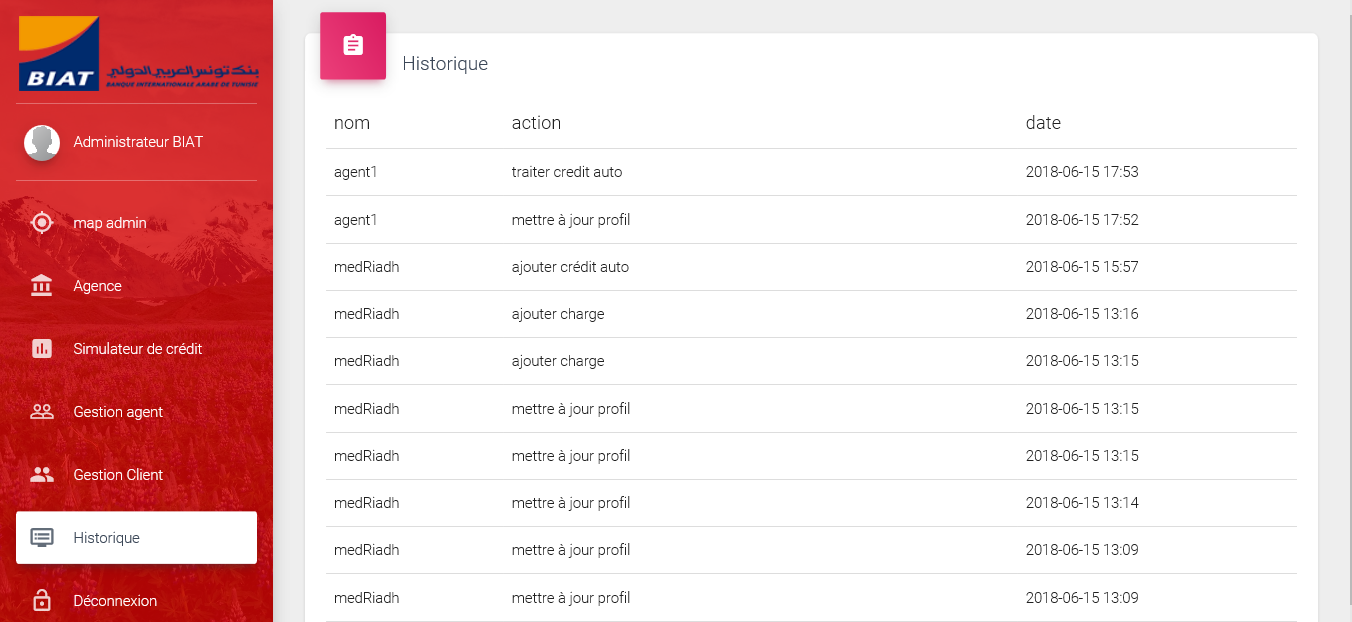 BIAT
بنك تونس العربي الدولي
BANQUE INTERNATIONALE ARABE DE TUNISIE
Administrateur BIAT
map admin
Agence
Simulateur de crédit
Gestion agent
Gestion Client
Historique
Déconnexion
Historique
nom action date
agent1 traiter credit auto 2018-06-15 17:53
agent1 mettre à jour profil 2018-06-15 17:52
medRiadh ajouter crédit auto 2018-06-15 15:57
medRiadh ajouter charge 2018-06-15 13:16
medRiadh ajouter charge 2018-06-15 13:15
medRiadh mettre à jour profil 2018-06-15 13:15
medRiadh mettre à jour profil 2018-06-15 13:15
medRiadh mettre à jour profil 2018-06-15 13:14
medRiadh mettre à jour profil 2018-06-15 13:09
medRiadh mettre à jour profil 2018-06-15 13:09